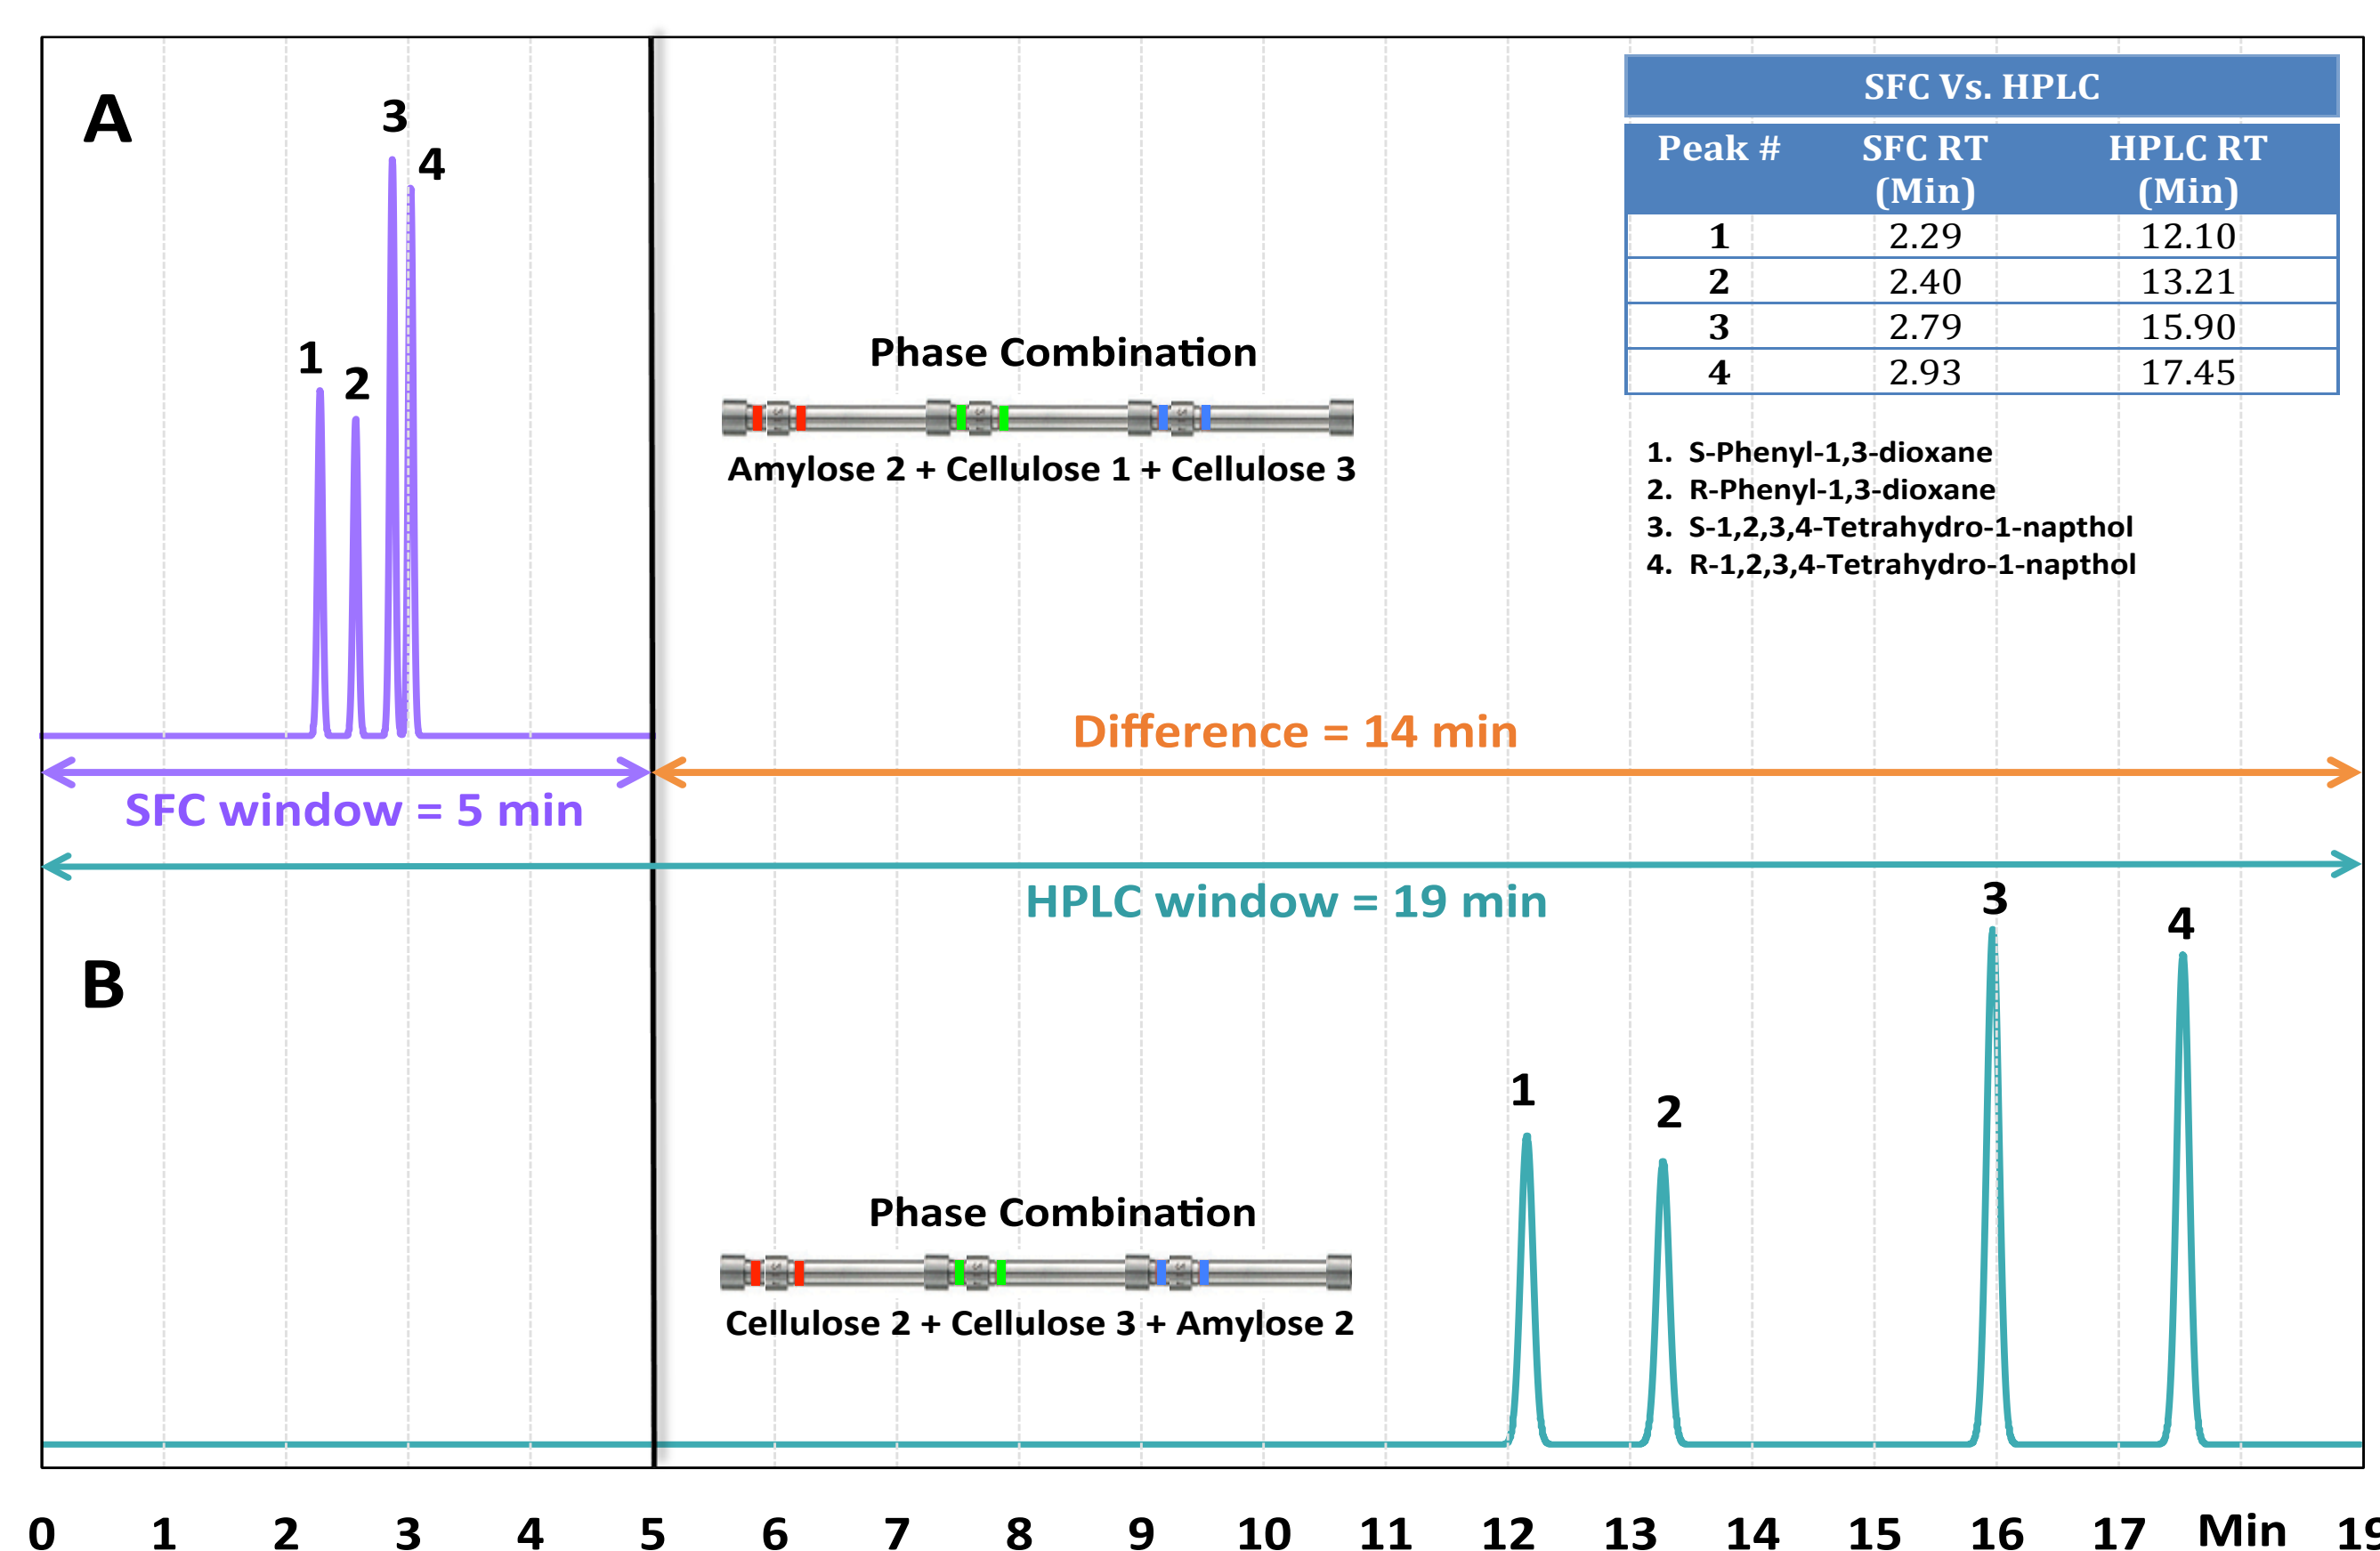 A
3
4
1
2
SFC Vs. HPLC
Peak # SFC RT (Min) HPLC RT (Min)
1 2.29 12.10
2 2.40 13.21
3 2.79 15.90
4 2.93 17.45
Phase Combination
Amylose 2 + Cellulose 1 + Cellulose 3
1. S-Phenyl-1,3-dioxane
2. R-Phenyl-1,3-dioxane
3. S-1,2,3,4-Tetrahydro-1-napthol
4. R-1,2,3,4-Tetrahydro-1-napthol
Difference = 14 min
SFC window = 5 min
HPLC window = 19 min
B
3
4
1
2
Phase Combination
Cellulose 2 + Cellulose 3 + Amylose 2
0 1 2 3 4 5 6 7 8 9 10 11 12 13 14 15 16 17 Min 19